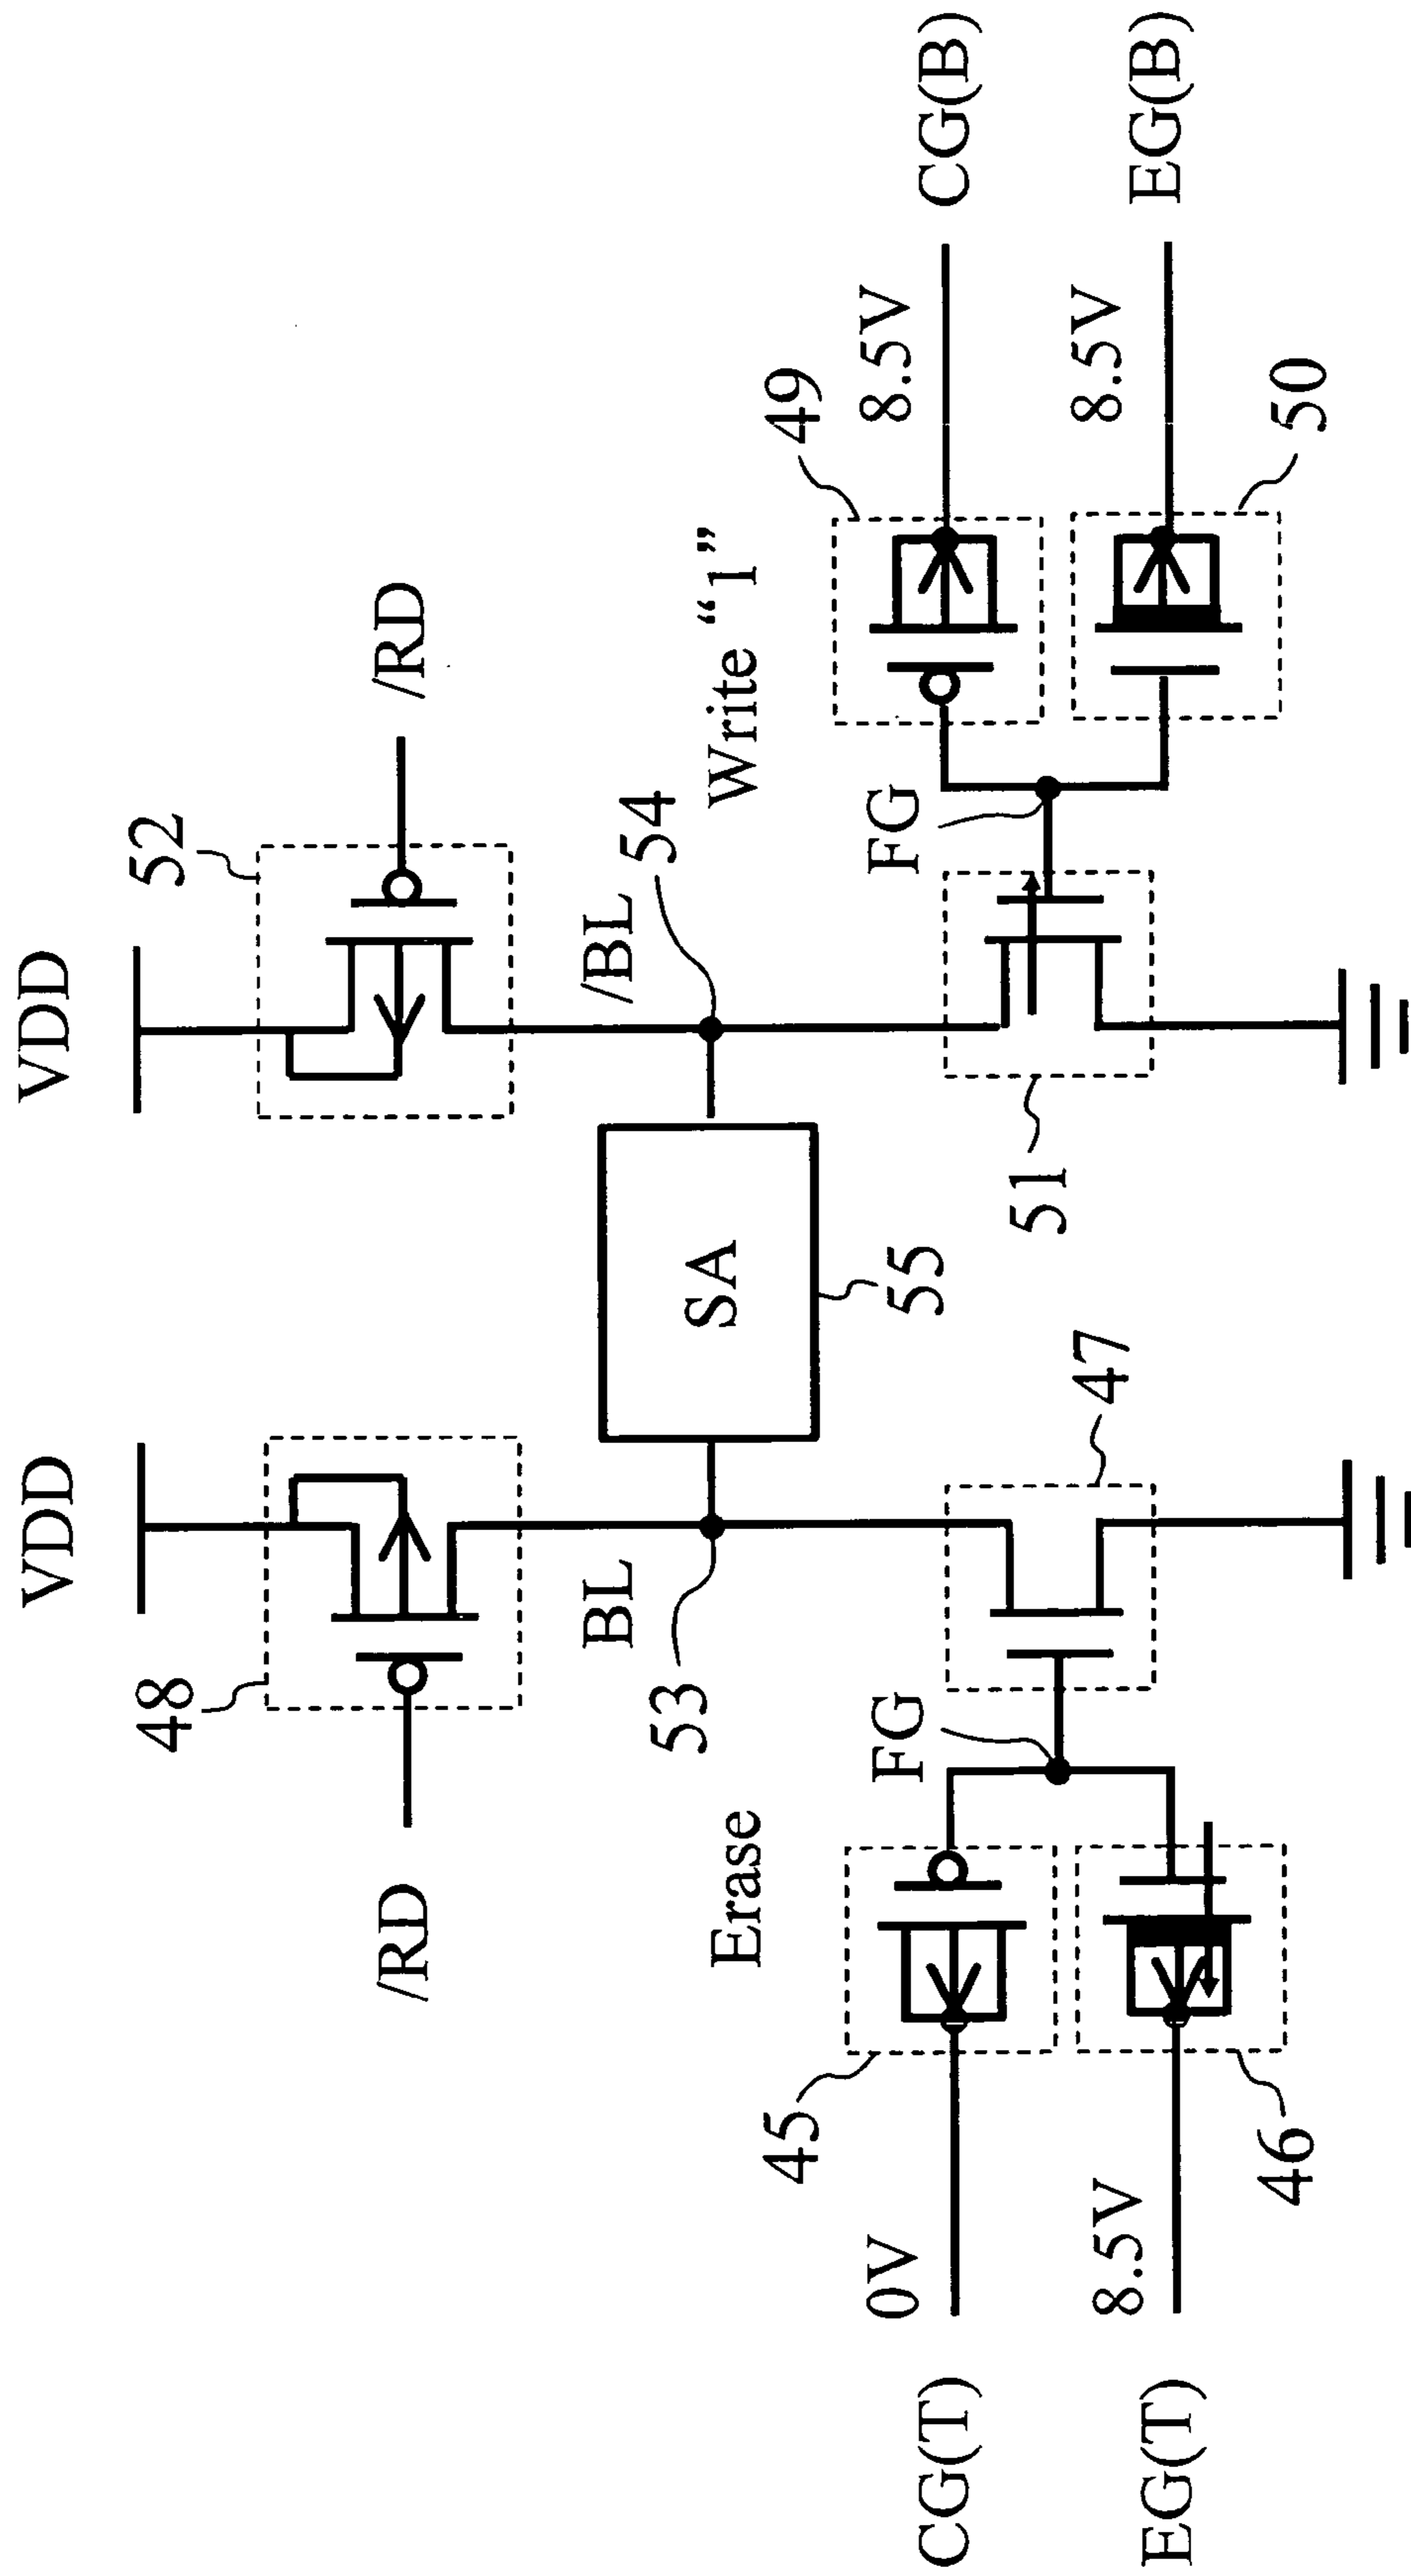 VDD
VDD
48
52
/RD
/RD
BL
/BL
53
54
SA
55
Erase
Write “1”
FG
FG
47
51
45
49
0V
8.5V
CG(T)
CG(B)
46
50
8.5V
8.5V
EG(T)
EG(B)